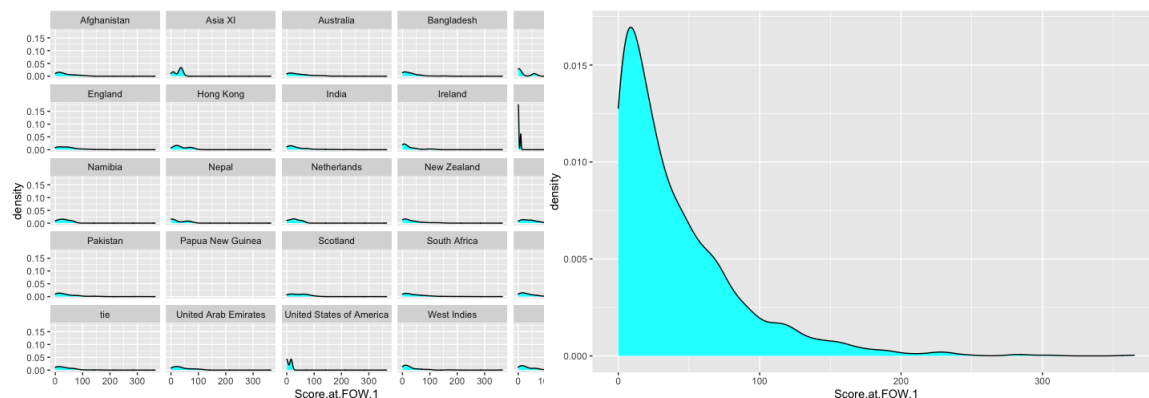 Afghanistan Asia XI Australia Bangladesh
0.15
0.10
0.05
0.00
England Hong Kong India Ireland
0.15
0.10
0.05
0.00
Namibia Nepal Netherlands New Zealand
0.15
0.10
0.05
0.00
Pakistan Papua New Guinea Scotland South Africa
0.15
0.10
0.05
0.00
tie United Arab Emirates United States of America West Indies
0.15
0.10
0.05
0.00
0 100 200 300 0 100 200 300 0 100 200 300 0 100 200 300 0 10
Score.at.FOW.1
density
0.015
0.010
0.005
0.000
0 100 200 300
Score.at.FOW.1
density